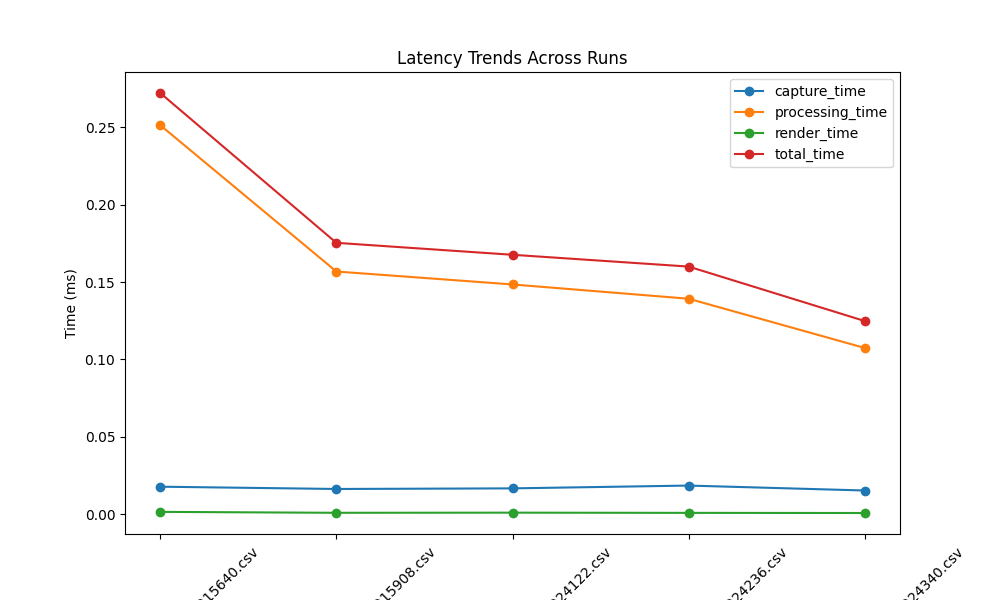 Latency Trends Across Runs
capture_time
processing_time
render_time
total_time
Time (ms)
0.25
0.20
0.15
0.10
0.05
0.00
15640.csv
15908.csv
24122.csv
24236.csv
24340.csv